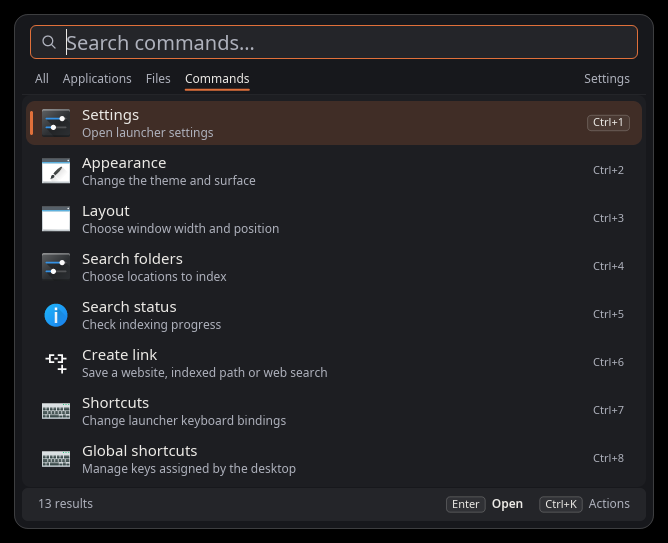 Search commands...
All Applications Files Commands Settings
Settings
Open launcher settings
Ctrl+1
Appearance
Change the theme and surface
Ctrl+2
Layout
Choose window width and position
Ctrl+3
Search folders
Choose locations to index
Ctrl+4
Search status
Check indexing progress
Ctrl+5
Create link
Save a website, indexed path or web search
Ctrl+6
Shortcuts
Change launcher keyboard bindings
Ctrl+7
Global shortcuts
Manage keys assigned by the desktop
Ctrl+8
13 results Enter Open Ctrl+K Actions